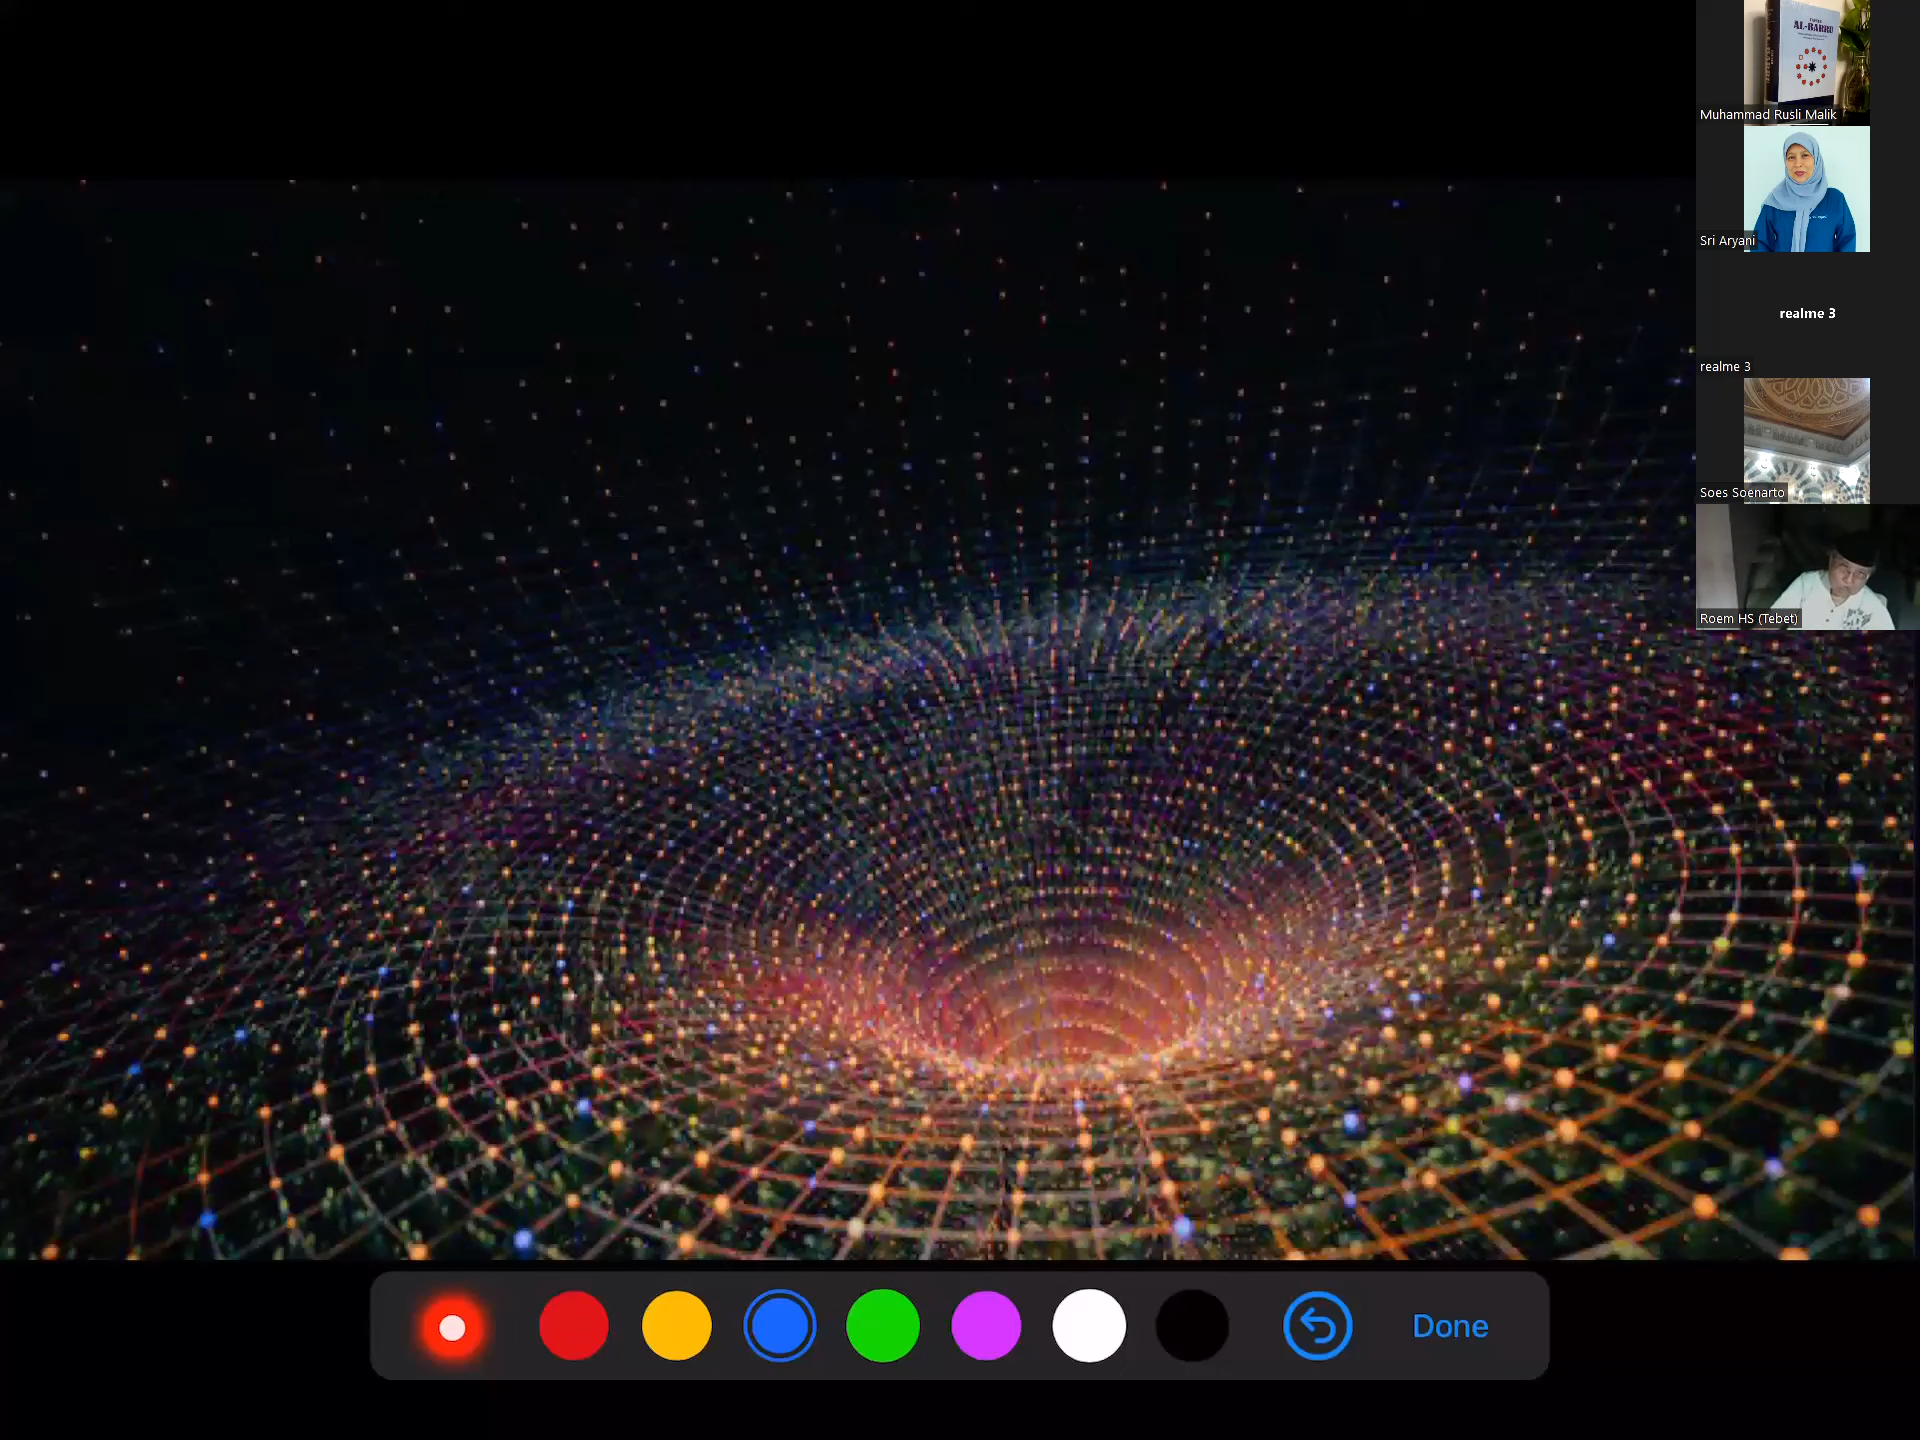 AL-BARRU
Muhammad Rusli Malik
Sri Aryani
realme 3
realme 3
Soes Soenarto
Roem HS (Tebet)
Done